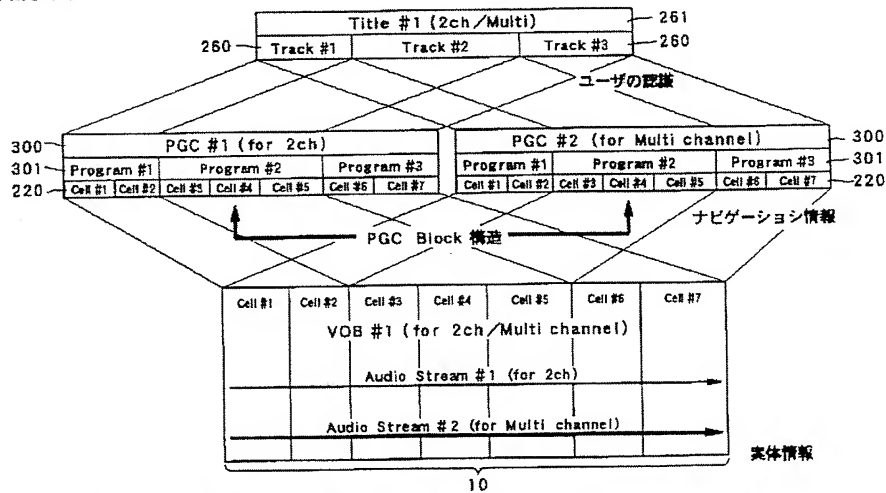 Title #1 (2ch/Multi)
261
260
Track #1
Track #2
Track #3
260
ユーザの認識
300
PGC #1 (for 2ch)
PGC #2 (for Multi channel)
300
301
Program #1
Program #2
Program #3
Program #1
Program #2
Program #3
301
220
Cell #1
Cell #2
Cell #3
Cell #4
Cell #5
Cell #6
Cell #7
Cell #1
Cell #2
Cell #3
Cell #4
Cell #5
Cell #6
Cell #7
220
ナビゲーション情報
PGC Block 構造
Cell #1
Cell #2
Cell #3
Cell #4
Cell #5
Cell #6
Cell #7
VOB #1 (for 2ch/Multi channel)
Audio Stream #1 (for 2ch)
Audio Stream #2 (for Multi channel)
実体情報
10